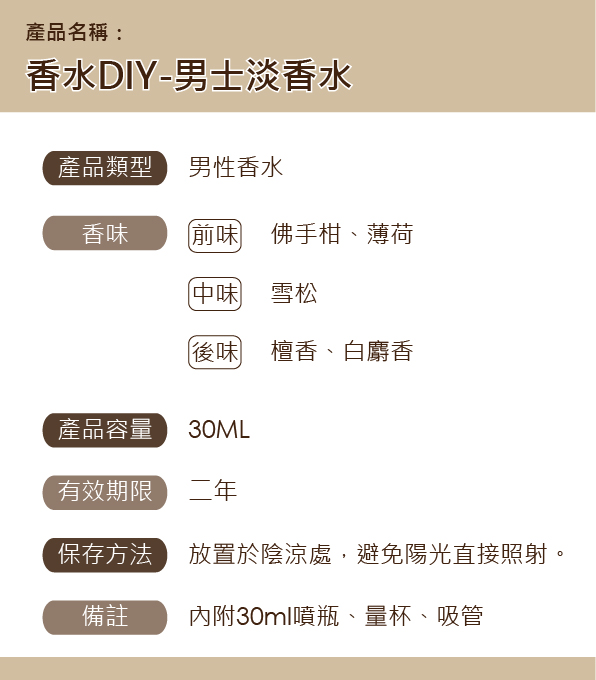 產品名稱：
香水DIY-男士淡香水
產品類型 男性香水
香味 前味 佛手柑、薄荷
中味 雪松
後味 檀香、白麝香
產品容量 30ML
有效期限 二年
保存方法 放置於陰涼處，避免陽光直接照射。
備註 內附30ml噴瓶、量杯、吸管